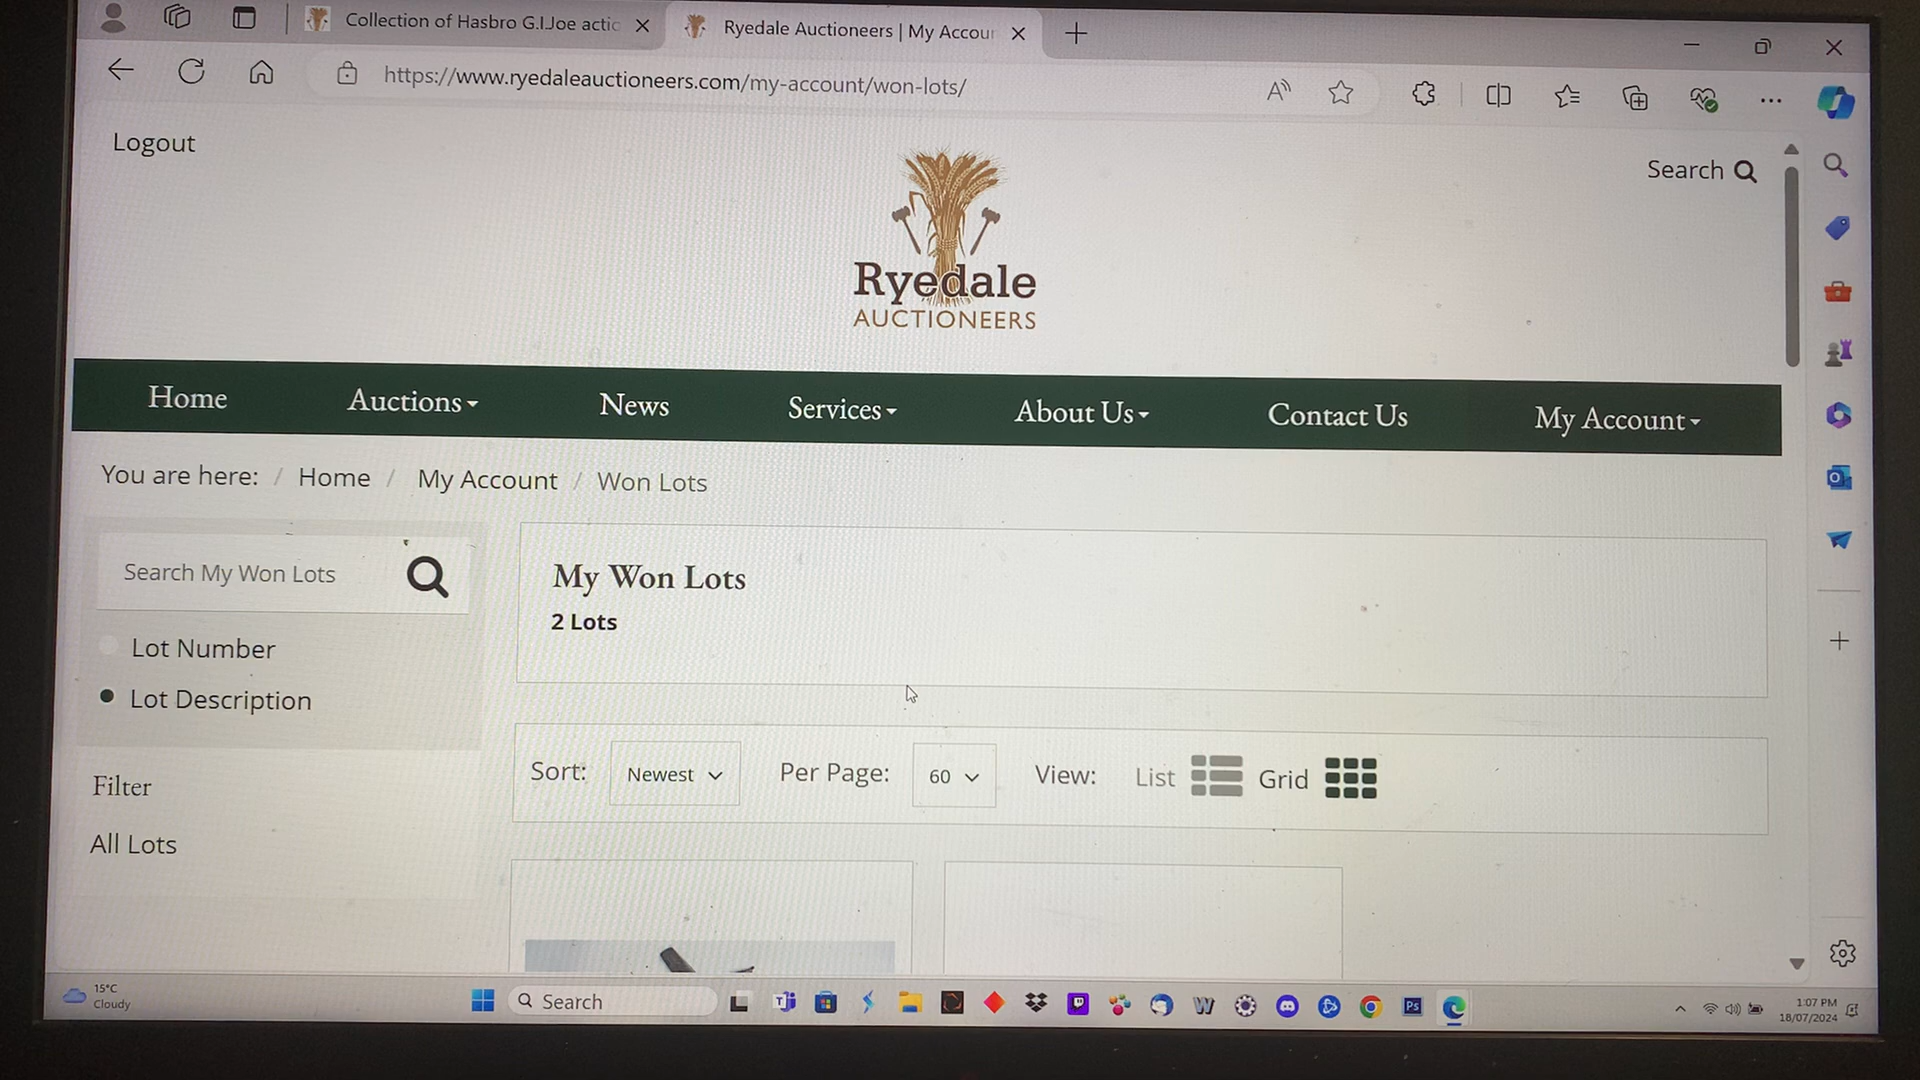 Collection of Hasbro G.I.Joe actic
Ryedale Auctioneers | My Accour
https://www.ryedaleauctioneers.com/my-account/won-lots/
Logout
Search
Ryedale
AUCTIONEERS
Home Auctions News Services About Us Contact Us My Account
You are here: / Home / My Account / Won Lots
Search My Won Lots
Lot Number
Lot Description
Filter
All Lots
My Won Lots
2 Lots
Sort: Newest Per Page: 60 View: List Grid
15°C
Cloudy
Search
Ps
1:07 PM
18/07/2024